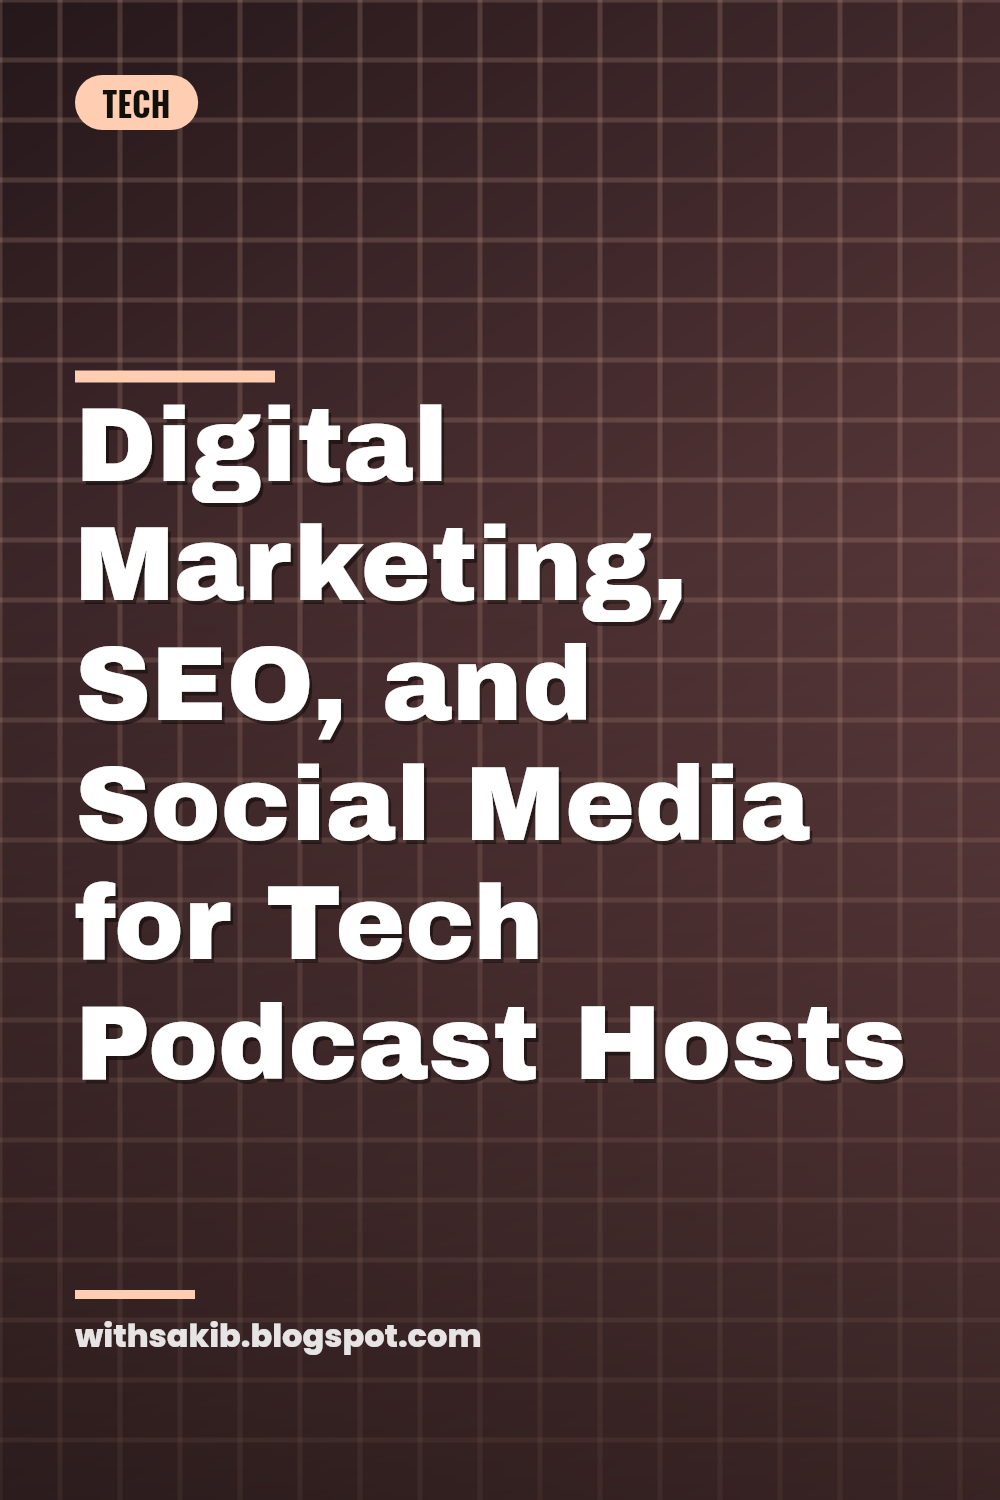 TECH
Digital
Marketing,
SEO, and
Social Media
for Tech
Podcast Hosts
withsakib.blogspot.com